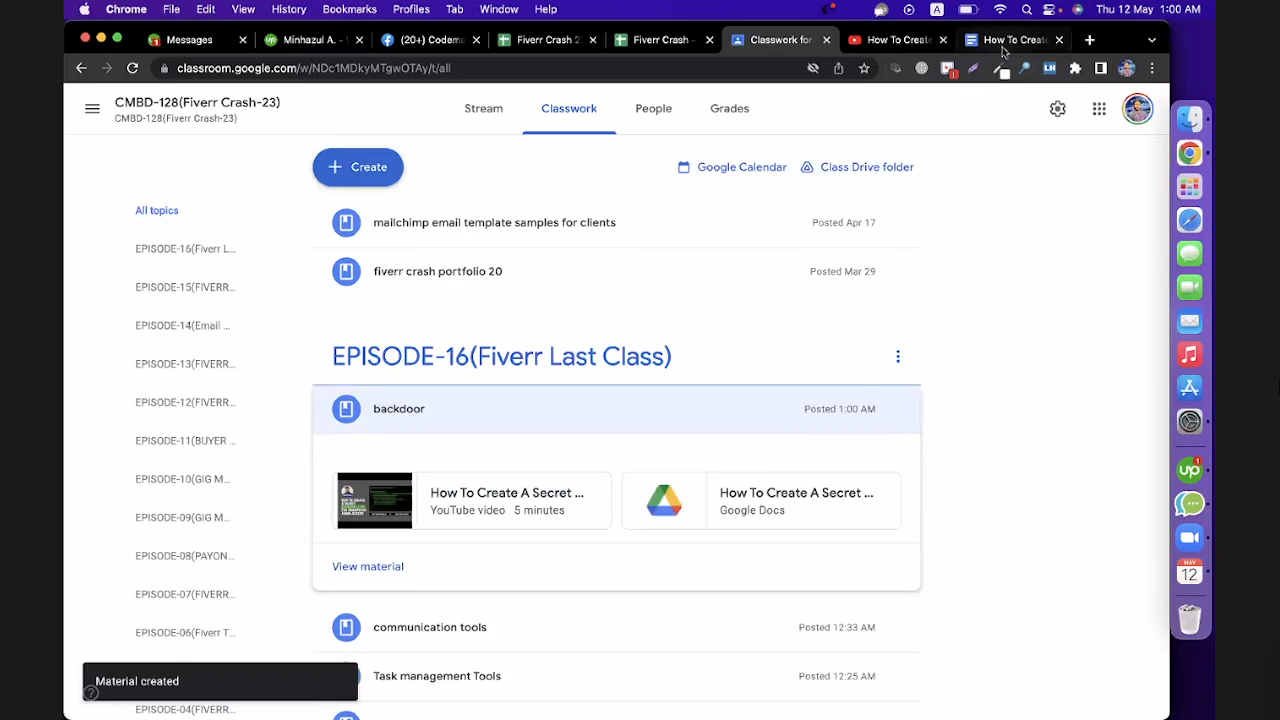 Chrome File Edit View History Bookmarks Profiles Tab Window Help A Thu 12 May 1:00 AM
1 Messages
Minhazul A. -
(20+) Codema
Fiverr Crash 2
Fiverr Crash -
Classwork for
How To Create
How To Create
classroom.google.com/w/NDc1MDkyMTgwOTAy/t/all
LH
CMBD-128(Fiverr Crash-23)
CMBD-128(Fiverr Crash-23)
Stream
Classwork
People
Grades
Create
Google Calendar
Class Drive folder
All topics
EPISODE-16(Fiverr L...
EPISODE-15(FIVERR...
EPISODE-14(Email ...
EPISODE-13(FIVERR...
EPISODE-12(FIVERR...
EPISODE-11(BUYER ...
EPISODE-10(GIG M...
EPISODE-09(GIG M...
EPISODE-08(PAYON...
EPISODE-07(FIVERR...
EPISODE-06(Fiverr T...
EPISODE-04(FIVERR...
mailchimp email template samples for clients
Posted Apr 17
fiverr crash portfolio 20
Posted Mar 29
EPISODE-16(Fiverr Last Class)
backdoor
Posted 1:00 AM
How To Create A Secret ...
YouTube video 5 minutes
How To Create A Secret ...
Google Docs
View material
communication tools
Posted 12:33 AM
Task management Tools
Posted 12:25 AM
Material created
up
1
MAY
12